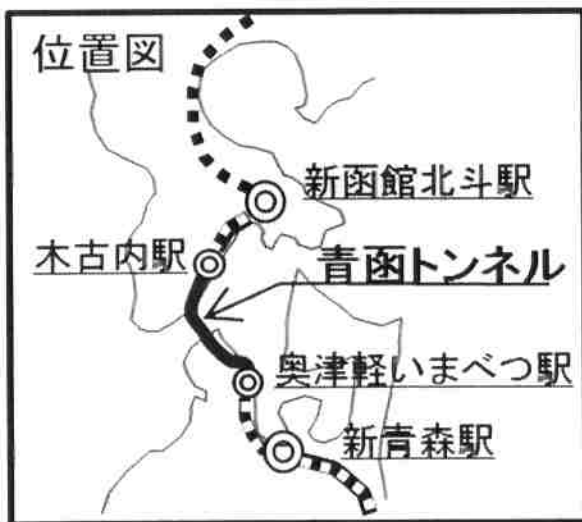 位置図
新函館北斗駅
木古内駅
青函トンネル
奥津軽いまべつ駅
新青森駅